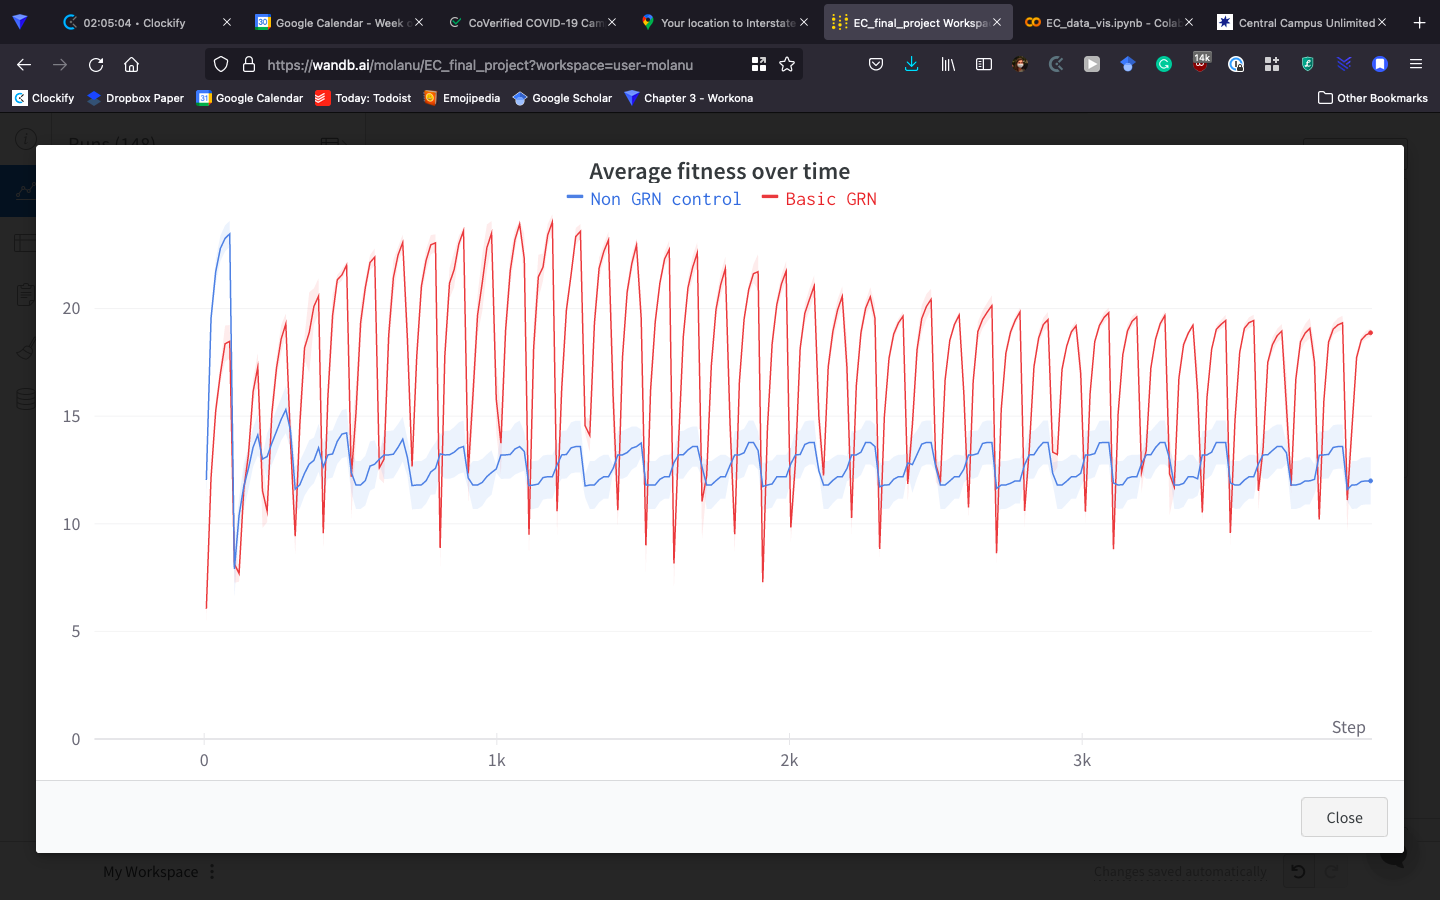 02:05:04 • Clockify
Google Calendar - Week o
CoVerified COVID-19 Cam
Your location to Interstate
EC_final_project Workspa
EC_data_vis.ipynb - Colab
Central Campus Unlimited
https://wandb.ai/molanu/EC_final_project?workspace=user-molanu
14k
Clockify
Dropbox Paper
31
Google Calendar
Today: Todoist
Emojipedia
Google Scholar
Chapter 3 - Workona
Other Bookmarks
Runs (148)
Average fitness over time
Non GRN control
Basic GRN
20
15
10
5
0
Step
0
1k
2k
3k
Close
My Workspace
Changes saved automatically